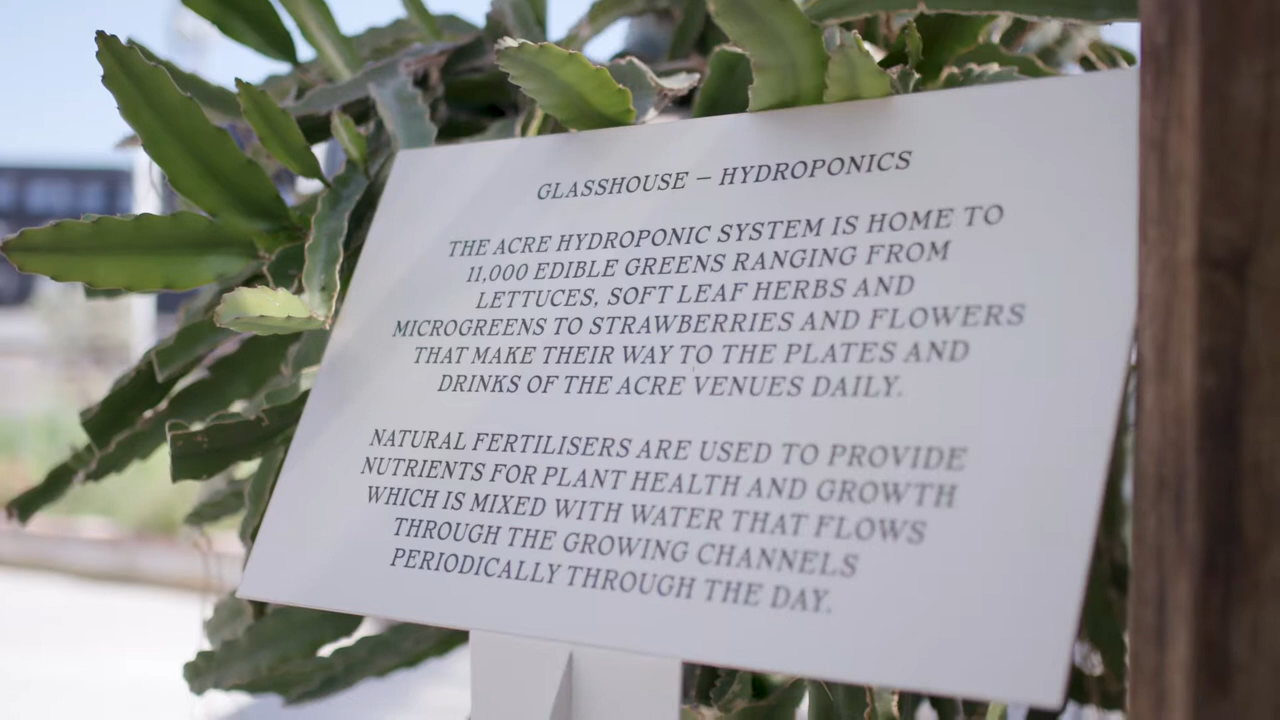 GLASSHOUSE – HYDROPONICS
THE ACRE HYDROPONIC SYSTEM IS HOME TO
11,000 EDIBLE GREENS RANGING FROM
LETTUCES, SOFT LEAF HERBS AND
MICROGREENS TO STRAWBERRIES AND FLOWERS
THAT MAKE THEIR WAY TO THE PLATES AND
DRINKS OF THE ACRE VENUES DAILY.
NATURAL FERTILISERS ARE USED TO PROVIDE
NUTRIENTS FOR PLANT HEALTH AND GROWTH
WHICH IS MIXED WITH WATER THAT FLOWS
THROUGH THE GROWING CHANNELS
PERIODICALLY THROUGH THE DAY.